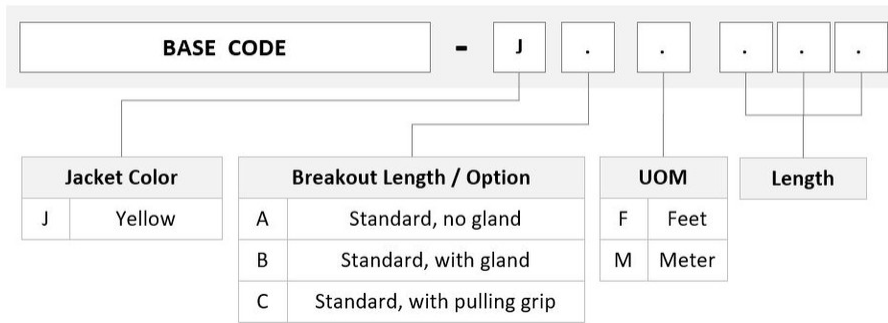 BASE CODE - J . . . . .
Jacket Color
J Yellow
Breakout Length / Option
A Standard, no gland
B Standard, with gland
C Standard, with pulling grip
UOM
F Feet
M Meter
Length